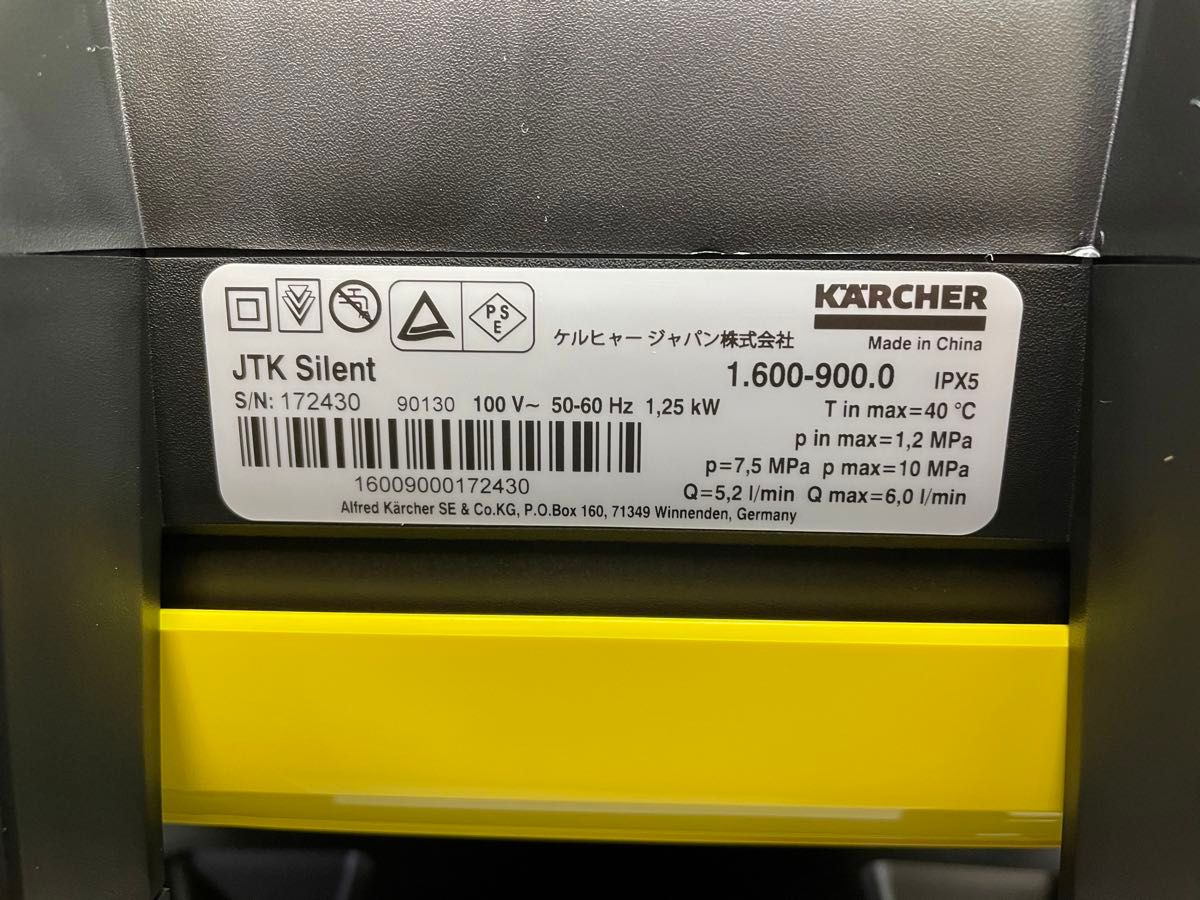 PSE
ケルヒャー ジャパン株式会社
KÄRCHER
Made in China
JTK Silent
1.600-900.0 IPX5
S/N: 172430 90130 100 V~ 50-60 Hz 1,25 kW
T in max=40 °C
p in max=1,2 MPa
p=7,5 MPa p max=10 MPa
16009000172430
Q=5,2 l/min Q max=6,0 l/min
Alfred Kärcher SE & Co.KG, P.O.Box 160, 71349 Winnenden, Germany